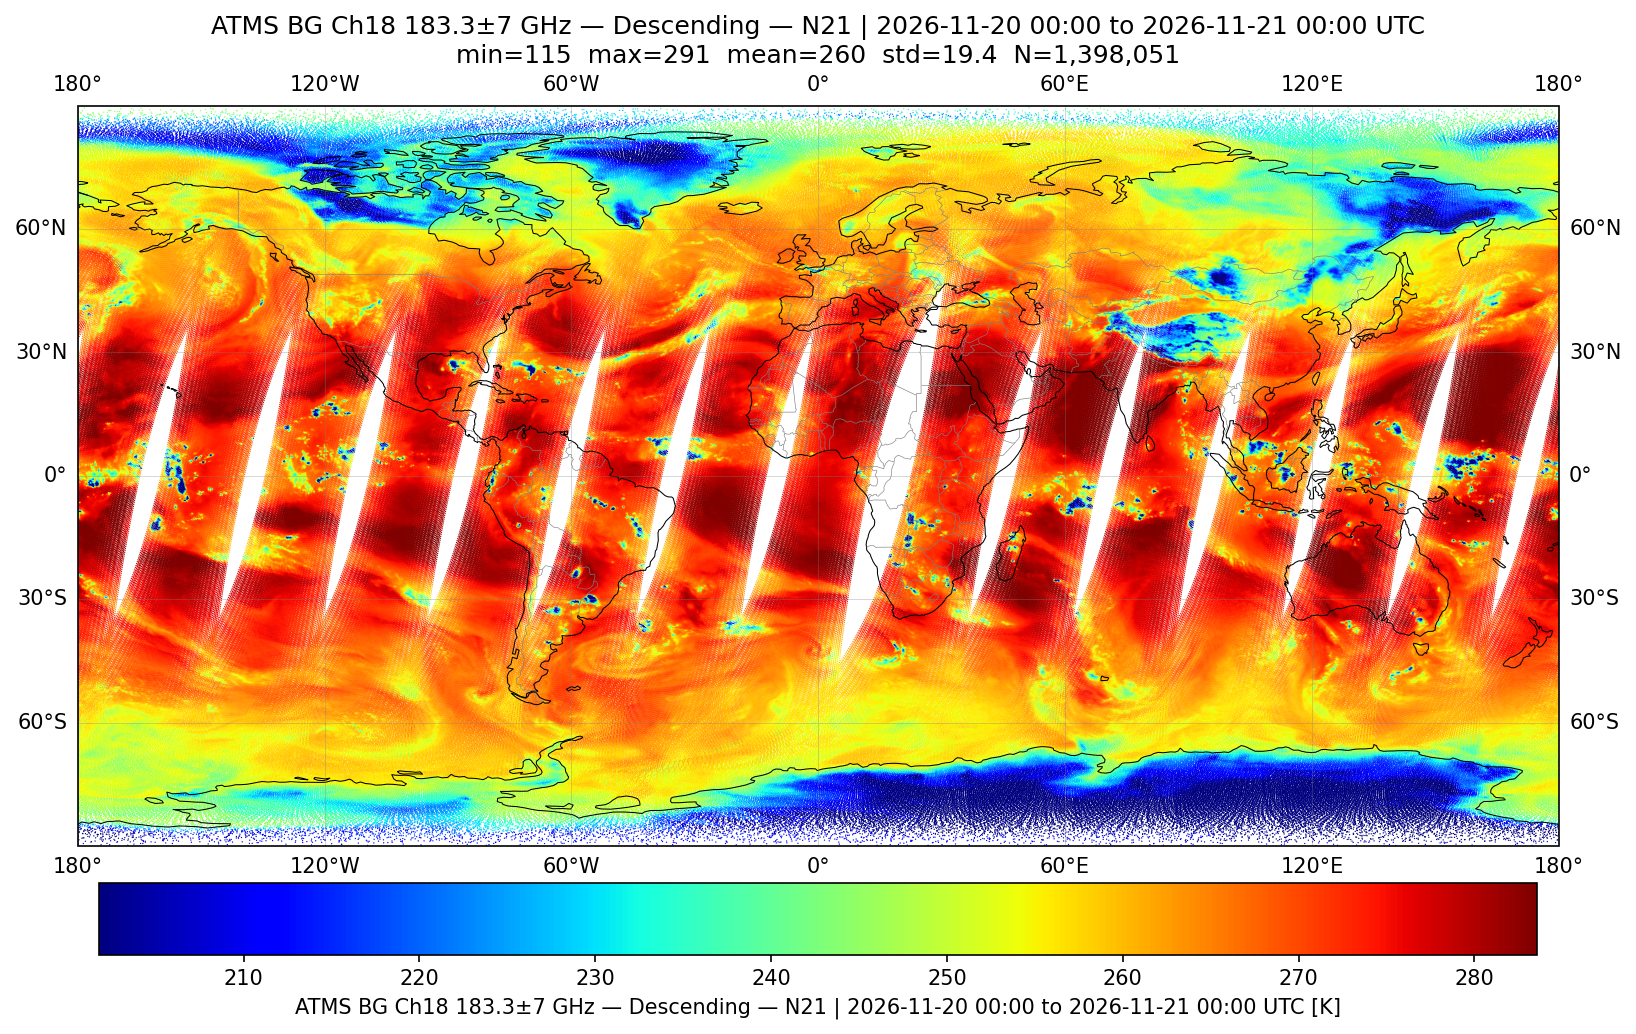 ATMS BG Ch18 183.3±7 GHz — Descending — N21 | 2026-11-20 00:00 to 2026-11-21 00:00 UTC
min=115  max=291  mean=260  std=19.4  N=1,398,051
180° 120°W 60°W 0° 60°E 120°E 180°
60°N 60°N
30°N 30°N
0° 0°
30°S 30°S
60°S 60°S
180° 120°W 60°W 0° 60°E 120°E 180°
210 220 230 240 250 260 270 280
ATMS BG Ch18 183.3±7 GHz — Descending — N21 | 2026-11-20 00:00 to 2026-11-21 00:00 UTC [K]